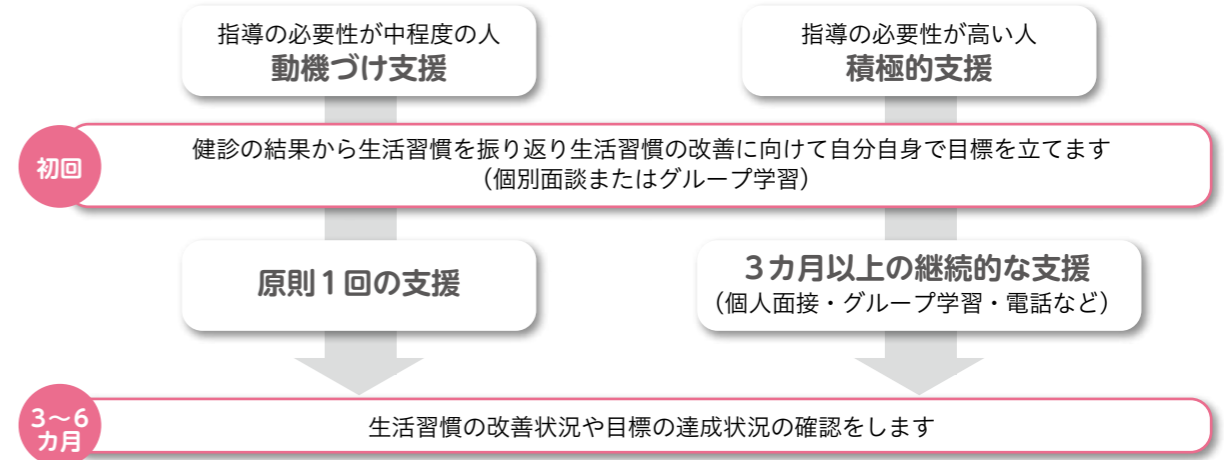 指導の必要性が中程度の人
動機づけ支援
指導の必要性が高い人
積極的支援
初回
健診の結果から生活習慣を振り返り生活習慣の改善に向けて自分自身で目標を立てます
（個別面談またはグループ学習）
原則１回の支援
３カ月以上の継続的な支援
（個人面接・グループ学習・電話など）
3～6
カ月
生活習慣の改善状況や目標の達成状況の確認をします